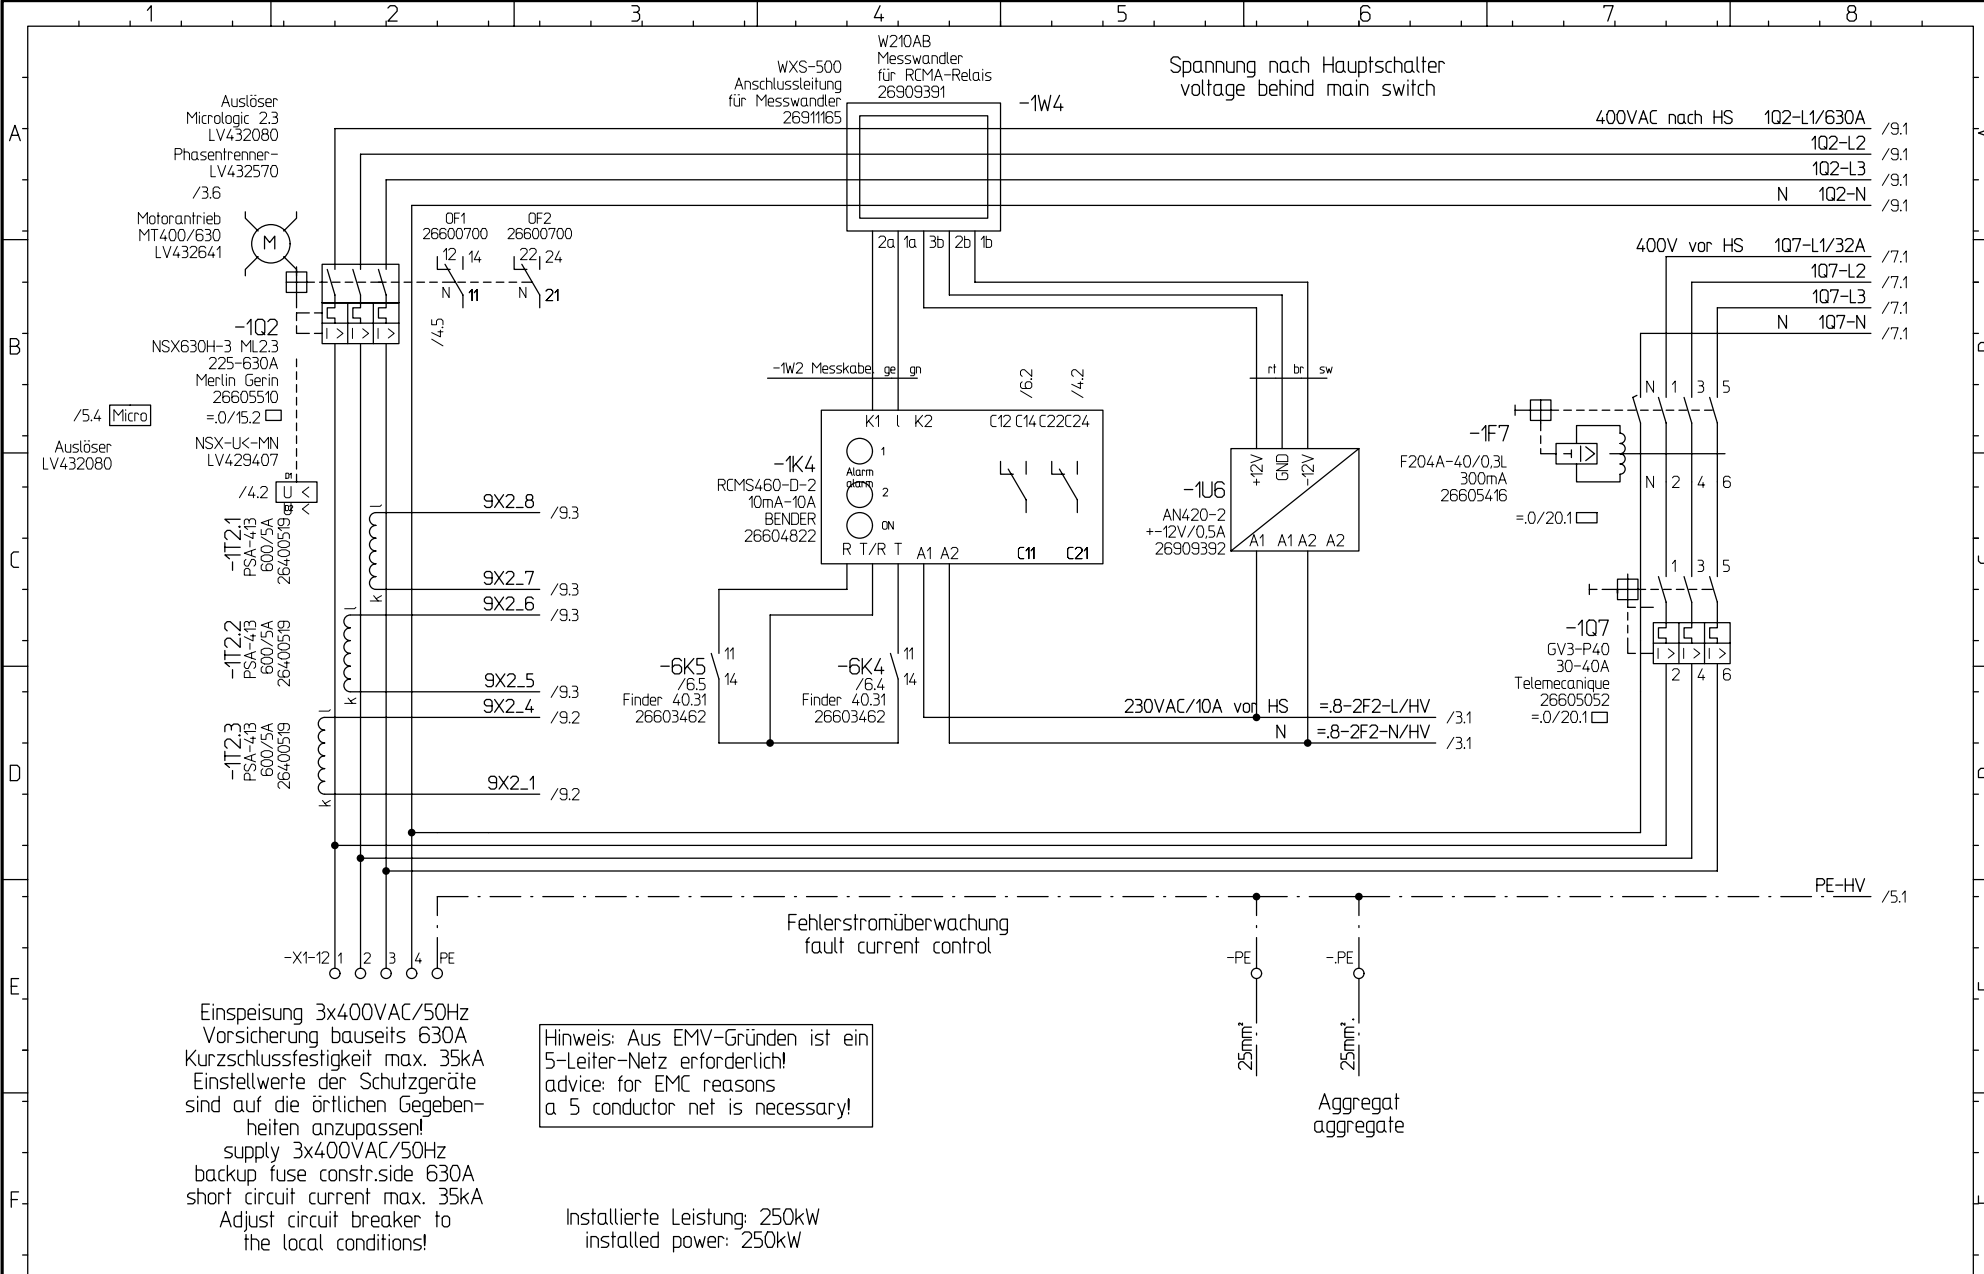 1 2 3 4 5 6 7 8
A
B
C
D
E
F
Auslöser
Micrologic 2.3
LV432080
Phasentrenner-
LV432570
/3.6
Motorantrieb
MT400/630
LV432641
M
-1Q2
NSX630H-3 ML2.3
225-630A
Merlin Gerin
26605510
=.0/15.2
/5.4 Micro
Auslöser
LV432080
NSX-U<-MN
LV429407
/4.2 U <
I > I > I >
OF1
26600700
12 14
N 11
OF2
26600700
22 24
N 21
/4.5
WXS-500
Anschlussleitung
für Messwandler
26911165
W210AB
Messwandler
für RCMA-Relais
26909391
-1W4
2a 1a 3b 2b 1b
Spannung nach Hauptschalter
voltage behind main switch
400VAC nach HS 1Q2-L1/630A /9.1
1Q2-L2 /9.1
1Q2-L3 /9.1
N 1Q2-N /9.1
400V vor HS 1Q7-L1/32A /7.1
1Q7-L2 /7.1
1Q7-L3 /7.1
N 1Q7-N /7.1
-1W2 Messkabel ge gn
rt br sw
/6.2
/4.2
K1 l K2 C12 C14 C22 C24
1
Alarm
alarm
2
ON
R T/R T A1 A2 C11 C21
-1K4
RCMS460-D-2
10mA-10A
BENDER
26604822
-1U6
AN420-2
+-12V/0,5A
26909392
+12V GND -12V
A1 A1 A2 A2
-1F7
F204A-40/0,3L
300mA
26605416
=.0/20.1
N 1 3 5
I >
N 2 4 6
1 3 5
-1Q7
GV3-P40
30-40A
Telemecanique
26605052
=.0/20.1
I > I > I >
2 4 6
-1T2.1
PSA-413
600/5A
26400519
l
k
9X2_8 /9.3
9X2_7 /9.3
-1T2.2
PSA-413
600/5A
26400519
l
k
9X2_6 /9.3
9X2_5 /9.3
-1T2.3
PSA-413
600/5A
26400519
l
k
9X2_4 /9.2
9X2_1 /9.2
-6K5
/6.5
Finder 40.31
26603462
11
14
-6K4
/6.4
Finder 40.31
26603462
11
14
230VAC/10A vor HS =.8-2F2-L/HV /3.1
N =.8-2F2-N/HV /3.1
PE-HV /5.1
Fehlerstromüberwachung
fault current control
-X1-12 1 2 3 4 PE
-PE
25mm²
-.PE
25mm².
Aggregat
aggregate
Einspeisung 3x400VAC/50Hz
Vorsicherung bauseits 630A
Kurzschlussfestigkeit max. 35kA
Einstellwerte der Schutzgeräte
sind auf die örtlichen Gegeben-
heiten anzupassen!
supply 3x400VAC/50Hz
backup fuse constr.side 630A
short circuit current max. 35kA
Adjust circuit breaker to
the local conditions!
Hinweis: Aus EMV-Gründen ist ein
5-Leiter-Netz erforderlich!
advice: for EMC reasons
a 5 conductor net is necessary!
Installierte Leistung: 250kW
installed power: 250kW